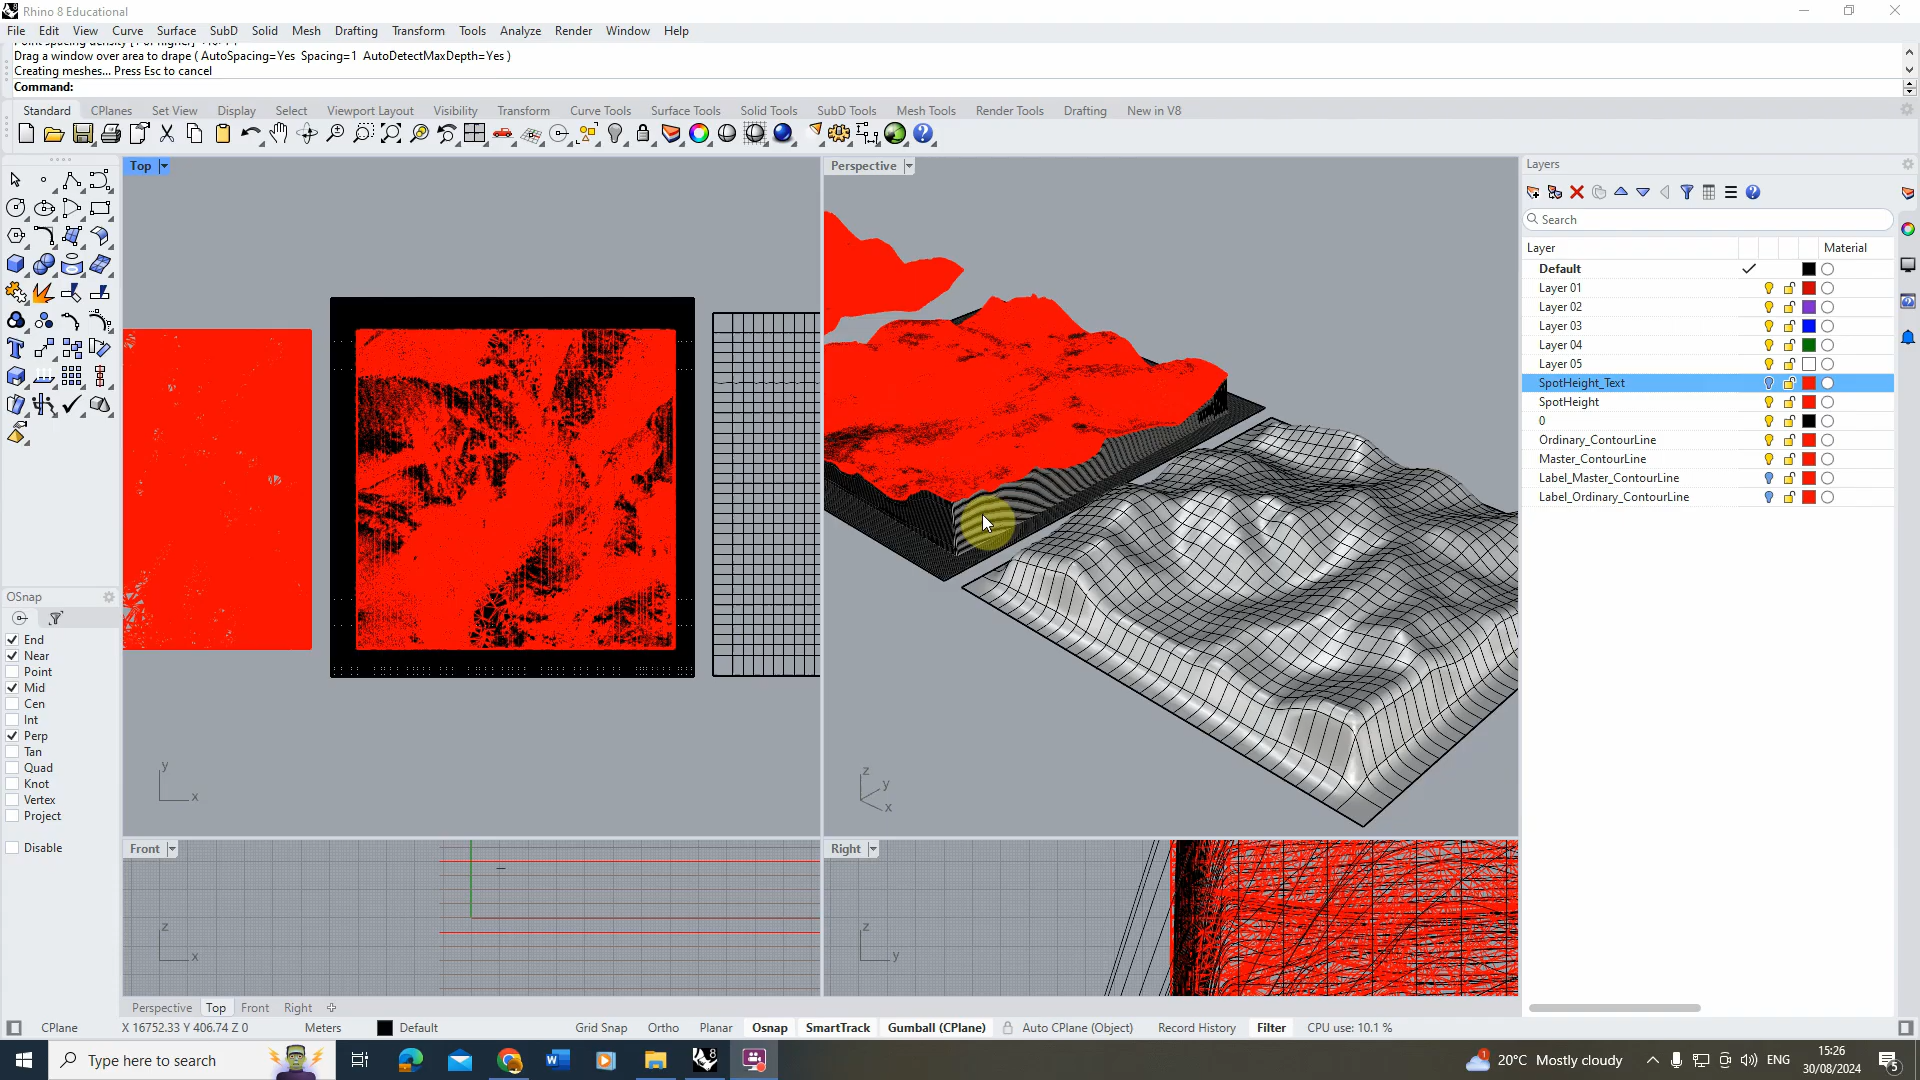 Rhino 8 Educational
File Edit View Curve Surface SubD Solid Mesh Drafting Transform Tools Analyze Render Window Help
Drag a window over area to drape ( AutoSpacing=Yes Spacing=1 AutoDetectMaxDepth=Yes )
Creating meshes... Press Esc to cancel
Command:
Standard CPlanes Set View Display Select Viewport Layout Visibility Transform Curve Tools Surface Tools Solid Tools SubD Tools Mesh Tools Render Tools Drafting New in V8
Top
Perspective
Layers
Search
Layer Material
Default
Layer 01
Layer 02
Layer 03
Layer 04
Layer 05
SpotHeight_Text
SpotHeight
0
Ordinary_ContourLine
Master_ContourLine
Label_Master_ContourLine
Label_Ordinary_ContourLine
OSnap
End
Near
Point
Mid
Cen
Int
Perp
Tan
Quad
Knot
Vertex
Project
Disable
y
x
z
y
x
Front
Right
z
x
z
y
Perspective Top Front Right
CPlane X 16752.33 Y 406.74 Z 0 Meters Default Grid Snap Ortho Planar Osnap SmartTrack Gumball (CPlane) Auto CPlane (Object) Record History Filter CPU use: 10.1 %
Type here to search
20°C Mostly cloudy
ENG
15:26
30/08/2024
5